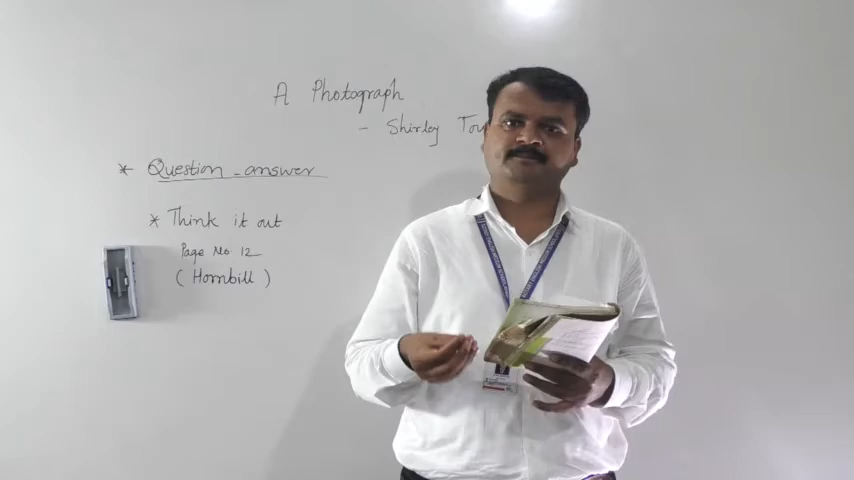 A Photograph
- Shirley
* Question - answer
* Think it out
Page No. 12
( Hornbill )